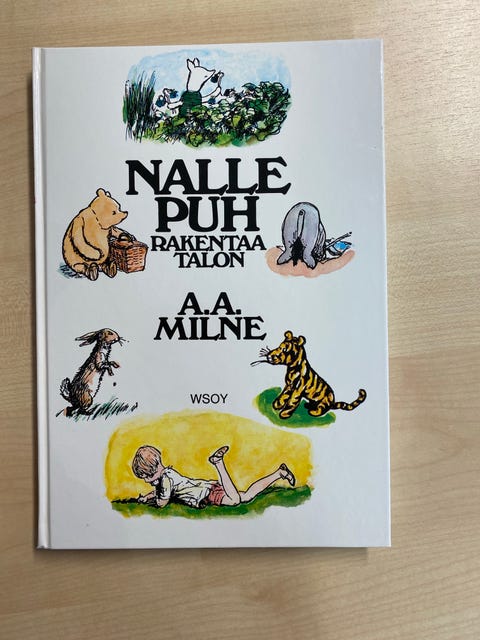 NALLE
PUH
RAKENTAA
TALON
A.A.
MILNE
WSOY